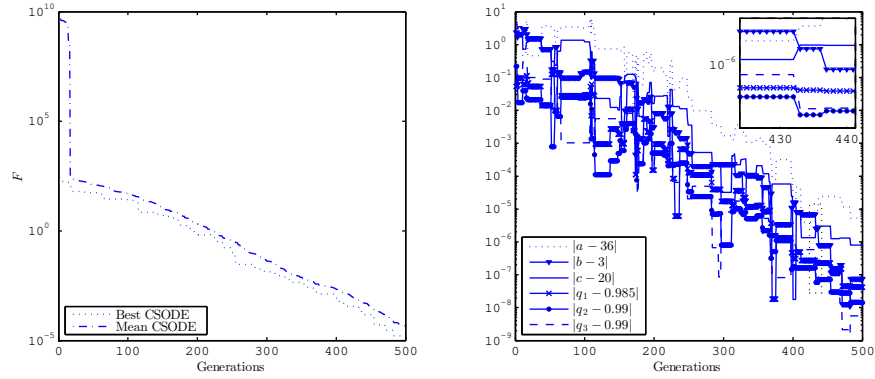 10^10
10^5
10^0
10^-5
F
0 100 200 300 400 500
Generations
Best CSODE
Mean CSODE
10^1
10^0
10^-1
10^-2
10^-3
10^-4
10^-5
10^-6
10^-7
10^-8
10^-9
0 100 200 300 400 500
Generations
|a − 36|
|b − 3|
|c − 20|
|q₁ − 0.985|
|q₂ − 0.99|
|q₃ − 0.99|
10^-6
430 440